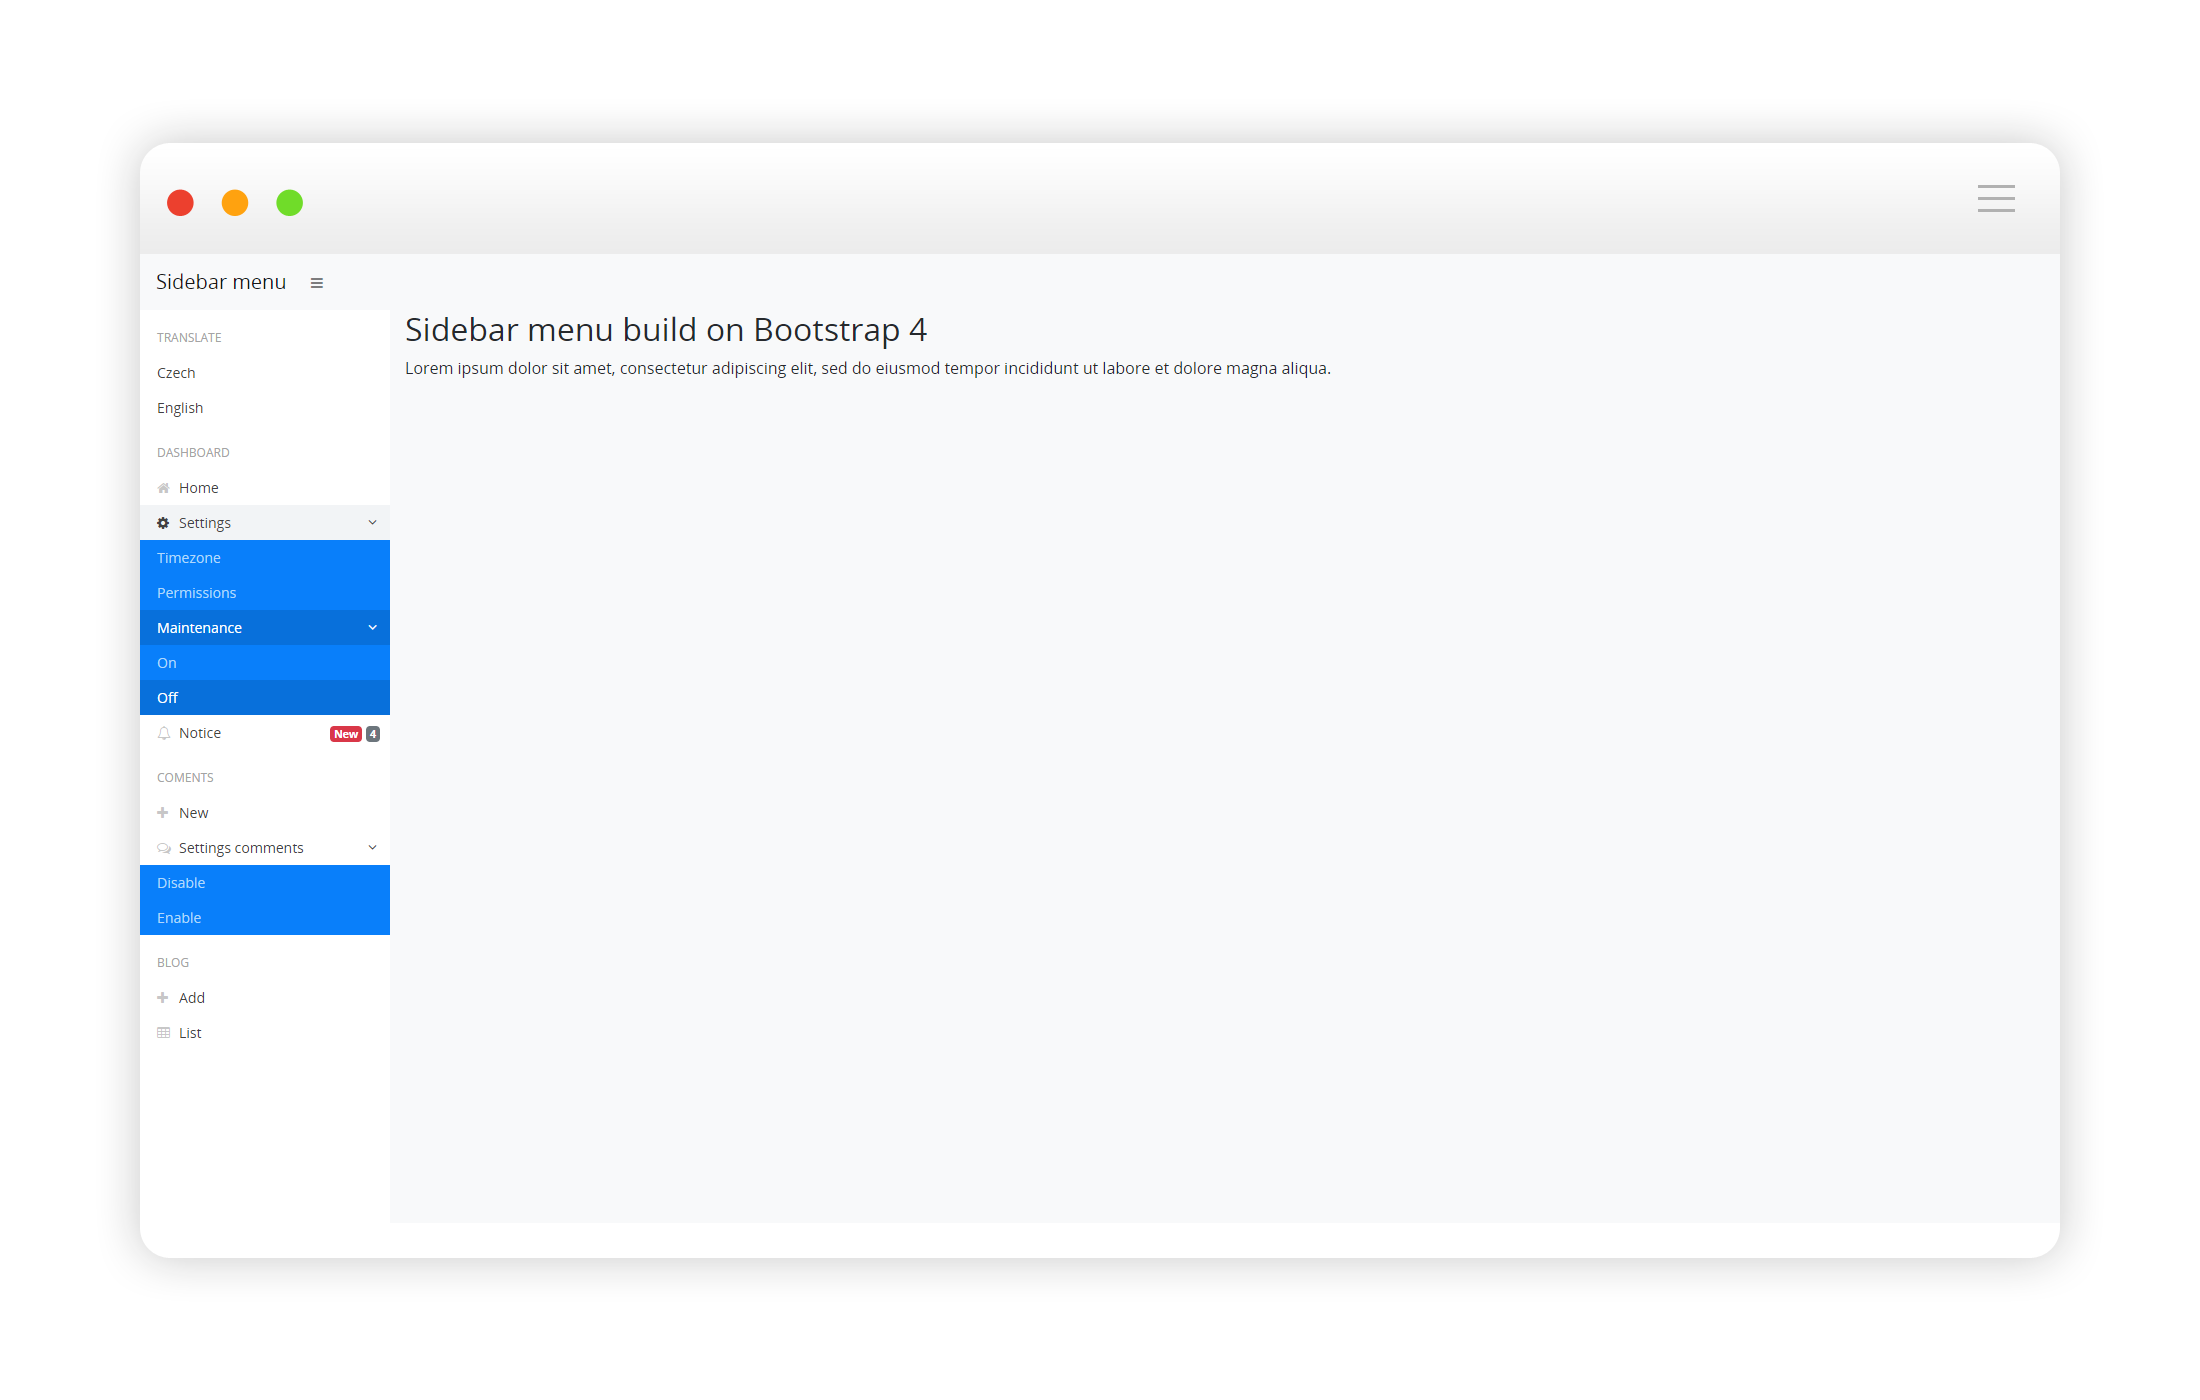 Sidebar menu
Sidebar menu build on Bootstrap 4
Lorem ipsum dolor sit amet, consectetur adipiscing elit, sed do eiusmod tempor incididunt ut labore et dolore magna aliqua.
TRANSLATE
Czech
English
DASHBOARD
Home
Settings
Timezone
Permissions
Maintenance
On
Off
Notice New 4
COMENTS
New
Settings comments
Disable
Enable
BLOG
Add
List